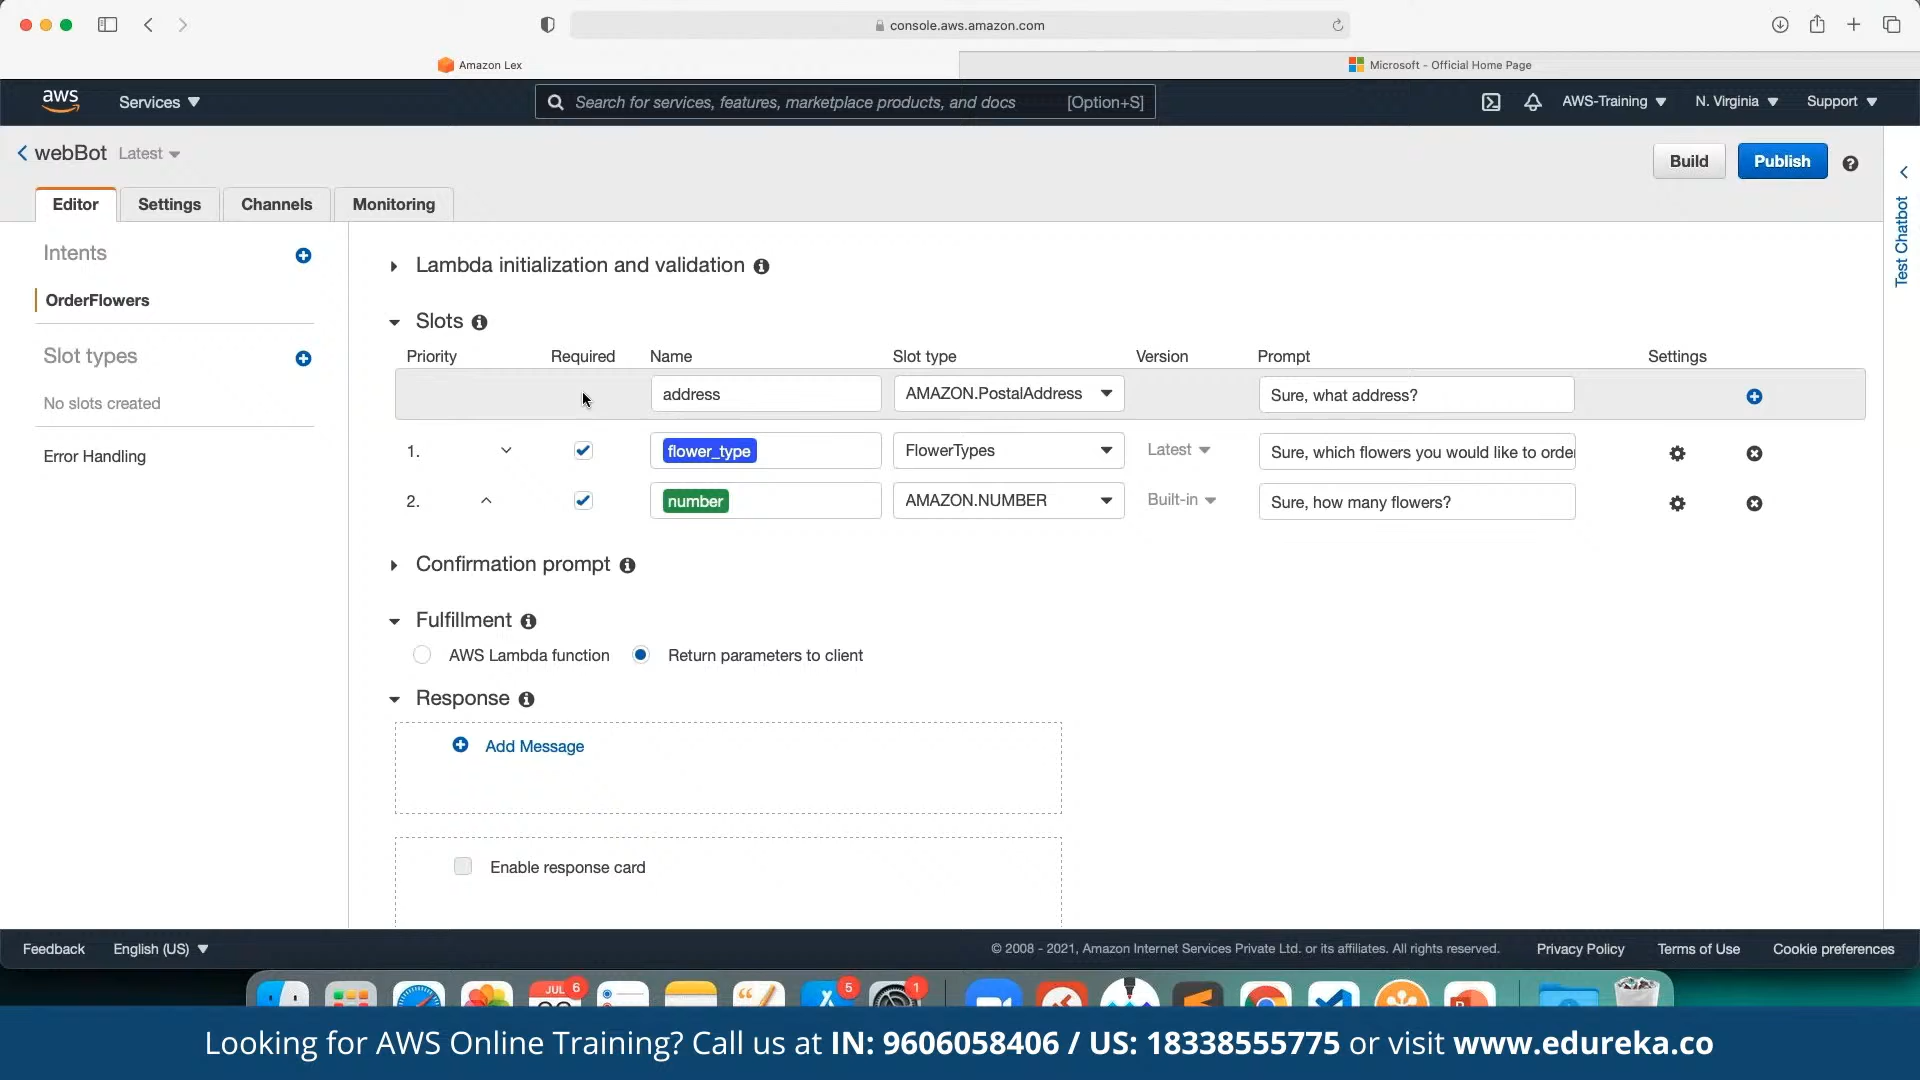 console.aws.amazon.com
Amazon Lex
Microsoft - Official Home Page
aws
Services
Search for services, features, marketplace products, and docs
[Option+S]
AWS-Training
N. Virginia
Support
webBot
Latest
Build
Publish
Editor
Settings
Channels
Monitoring
Test Chatbot
Intents
OrderFlowers
Slot types
No slots created
Error Handling
Lambda initialization and validation
Slots
Priority Required Name Slot type Version Prompt Settings
address AMAZON.PostalAddress Sure, what address?
1. flower_type FlowerTypes Latest Sure, which flowers you would like to order
2. number AMAZON.NUMBER Built-in Sure, how many flowers?
Confirmation prompt
Fulfillment
AWS Lambda function Return parameters to client
Response
Add Message
Enable response card
Feedback
English (US)
© 2008 - 2021, Amazon Internet Services Private Ltd. or its affiliates. All rights reserved.
Privacy Policy
Terms of Use
Cookie preferences
JUL
6
5
1
Looking for AWS Online Training? Call us at IN: 9606058406 / US: 18338555775 or visit www.edureka.co